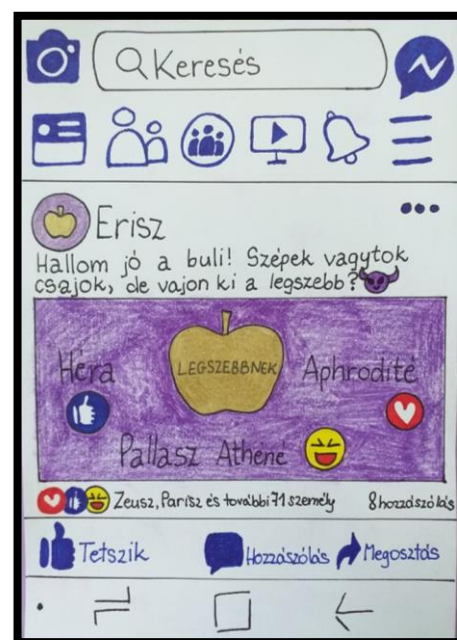 Keresés
Erisz
Hallom jó a buli! Szépek vagytok
csajok, de vajon ki a legszebb?
Héra
LEGSZEBBNEK
Aphrodité
Pallasz Athéné
Zeusz, Párisz és további 71 személy
8 hozzászólás
Tetszik
Hozzászólás
Megosztás